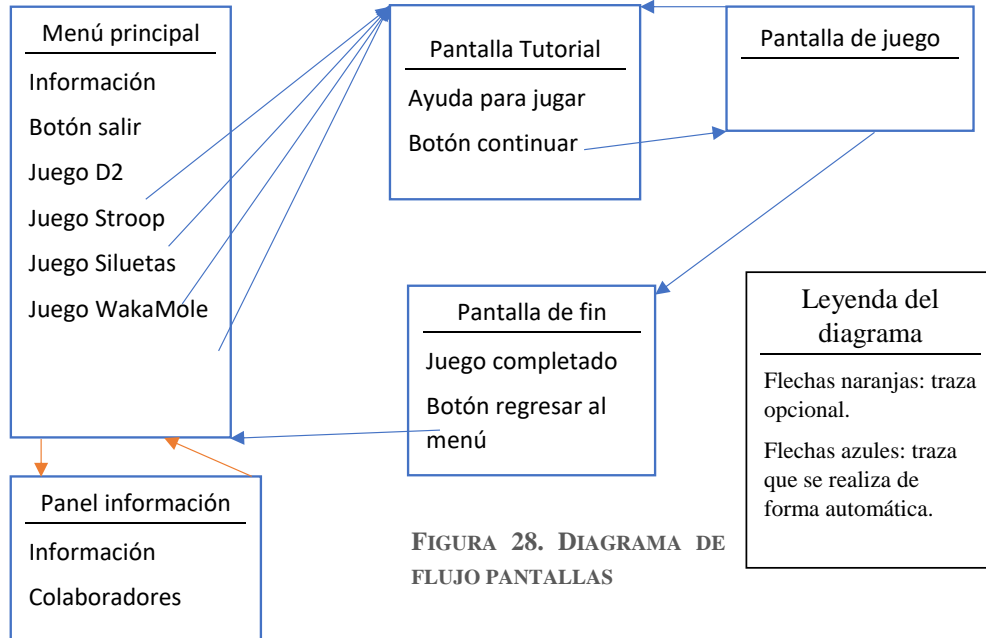 Menú principal
Información
Botón salir
Juego D2
Juego Stroop
Juego Siluetas
Juego WakaMole
Pantalla Tutorial
Ayuda para jugar
Botón continuar
Pantalla de juego
Pantalla de fin
Juego completado
Botón regresar al
menú
Leyenda del
diagrama
Flechas naranjas: traza
opcional.
Flechas azules: traza
que se realiza de
forma automática.
Panel información
Información
Colaboradores
FIGURA 28. DIAGRAMA DE
FLUJO PANTALLAS